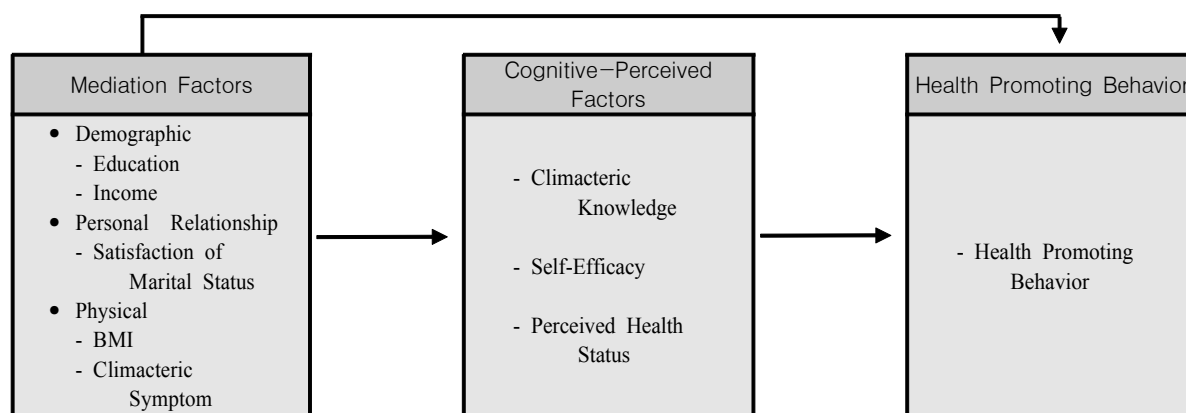 Mediation Factors
• Demographic
- Education
- Income
• Personal Relationship
- Satisfaction of
Marital Status
• Physical
- BMI
- Climacteric
Symptom
Cognitive-Perceived
Factors
- Climacteric
Knowledge
- Self-Efficacy
- Perceived Health
Status
Health Promoting Behavior
- Health Promoting
Behavior